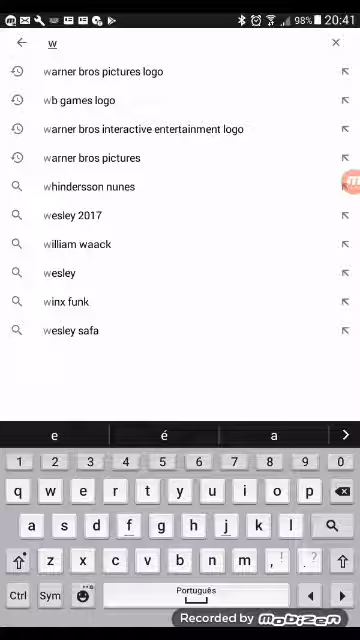 98% 20:41
w
warner bros pictures logo
wb games logo
warner bros interactive entertainment logo
warner bros pictures
whindersson nunes
wesley 2017
william waack
wesley
winx funk
wesley safa
e é a
1 2 3 4 5 6 7 8 9 0
q w e r t y u i o p
a s d f g h j k l
z x c v b n m , ! . ?
Ctrl Sym Português
Recorded by mobizen